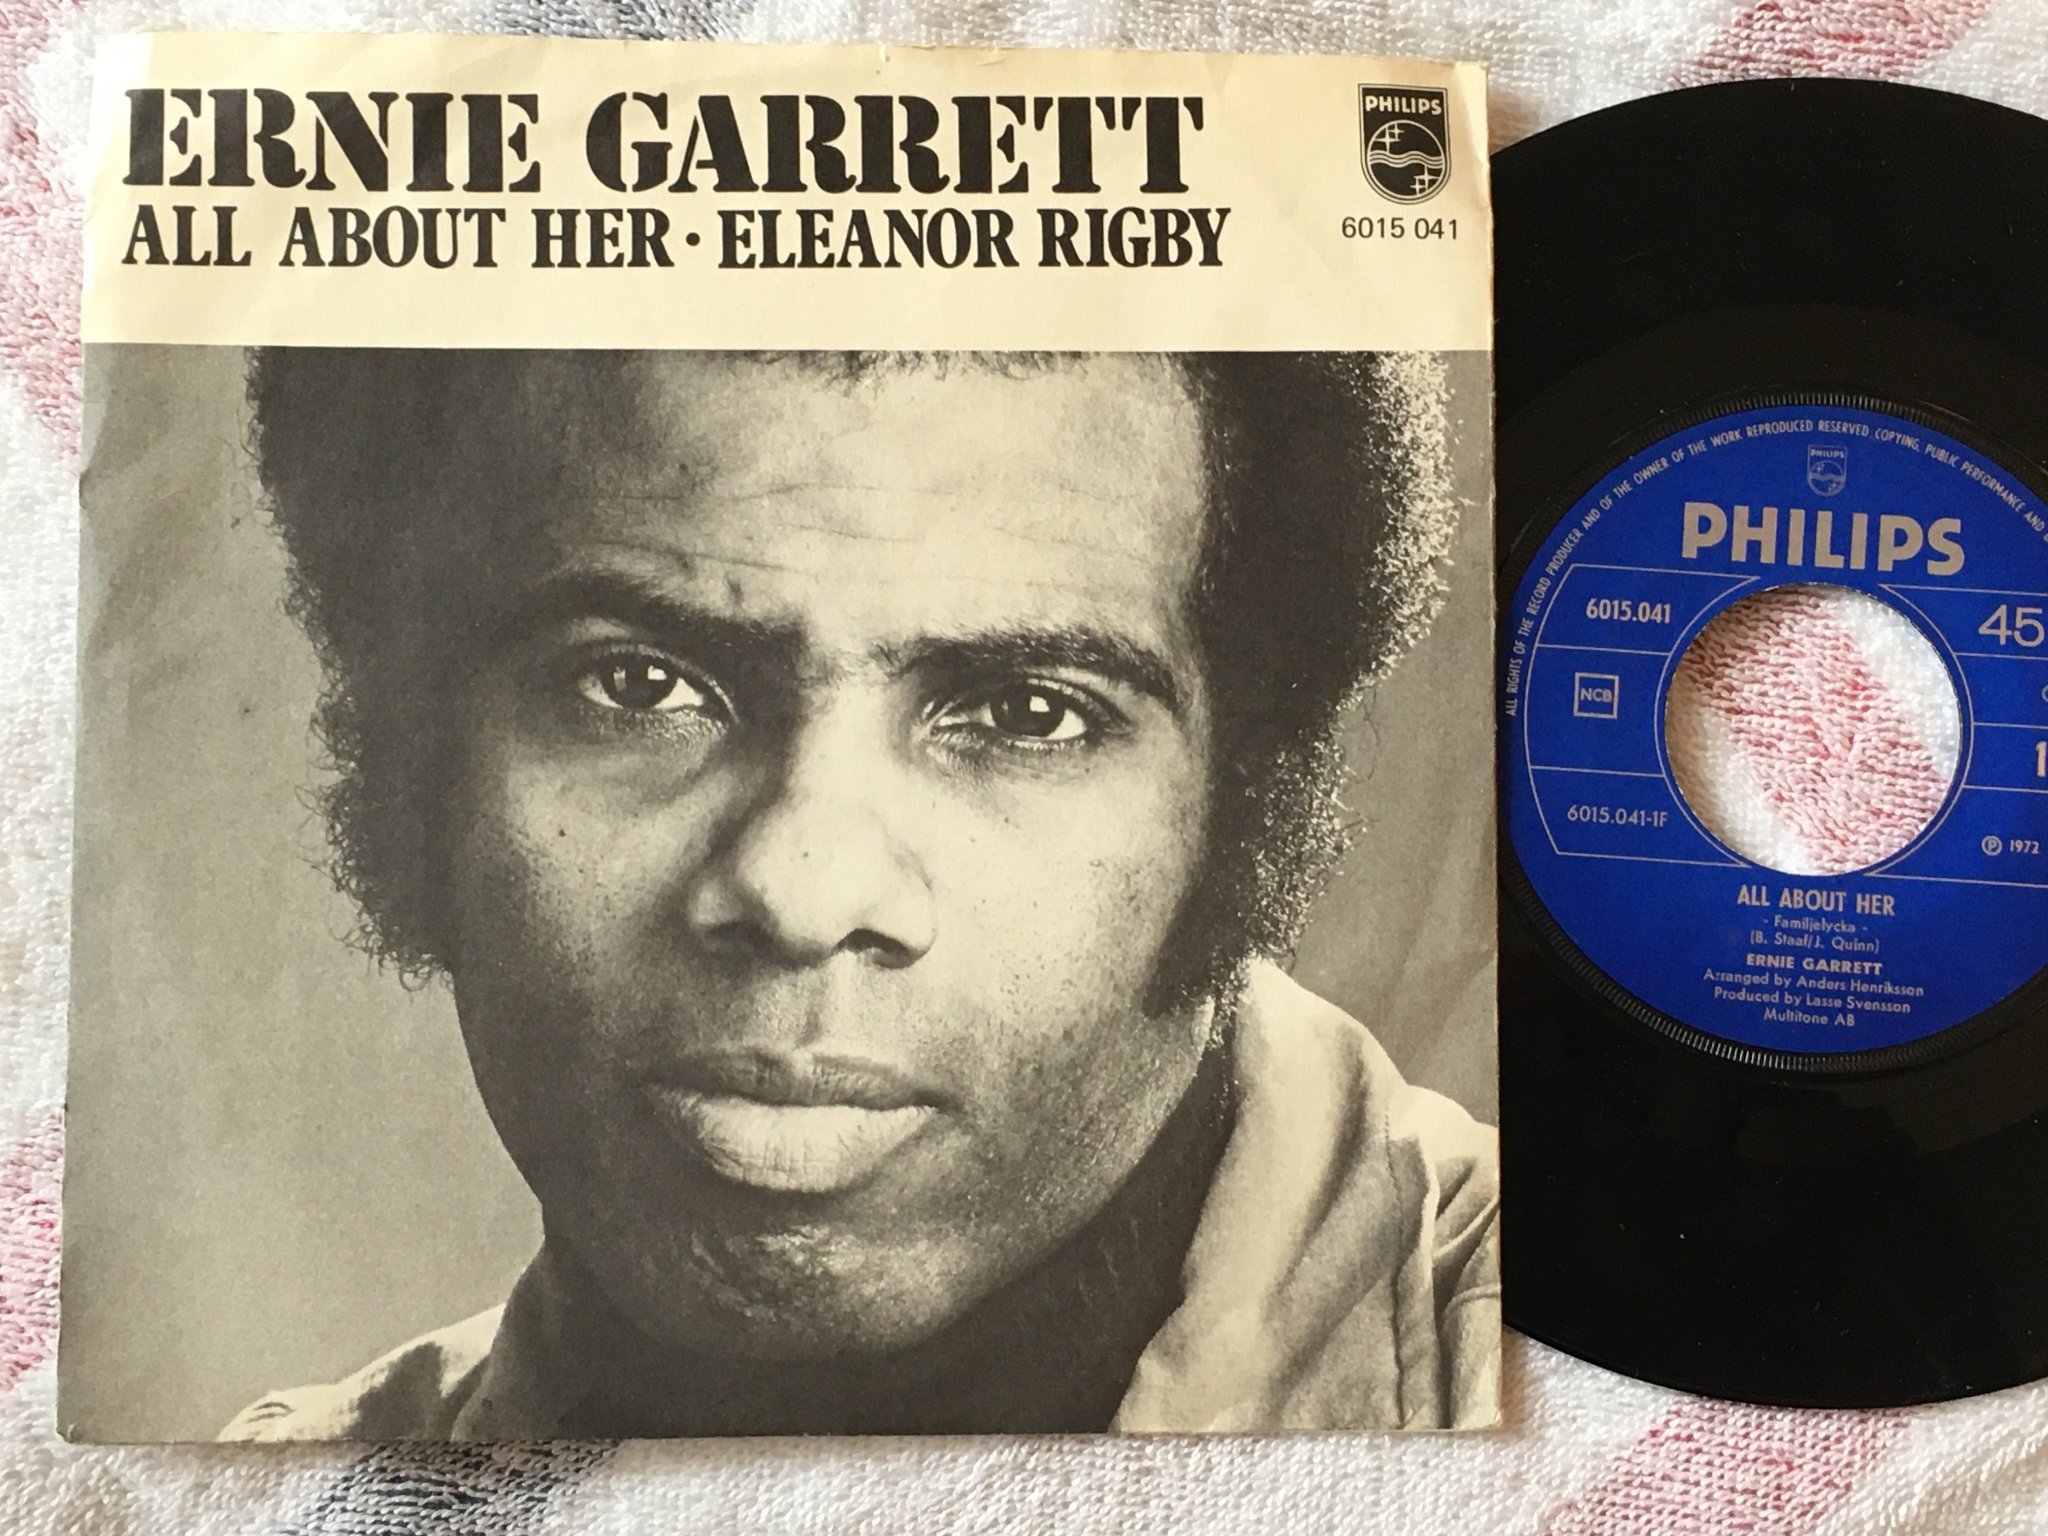 ERNIE GARRETT
ALL ABOUT HER • ELEANOR RIGBY
PHILIPS
6015 041
ALL RIGHTS OF THE RECORD PRODUCER AND OF THE OWNER OF THE WORK REPRODUCED RESERVED COPYING, PUBLIC PERFORMANCE AND
PHILIPS
PHILIPS
6015.041
45
NCB
1
6015.041-1F
Ⓟ 1972
ALL ABOUT HER
- Familjelycka -
(B. Staaf/J. Quinn)
ERNIE GARRETT
Arranged by Anders Henriksson
Produced by Lasse Svensson
Multitone AB